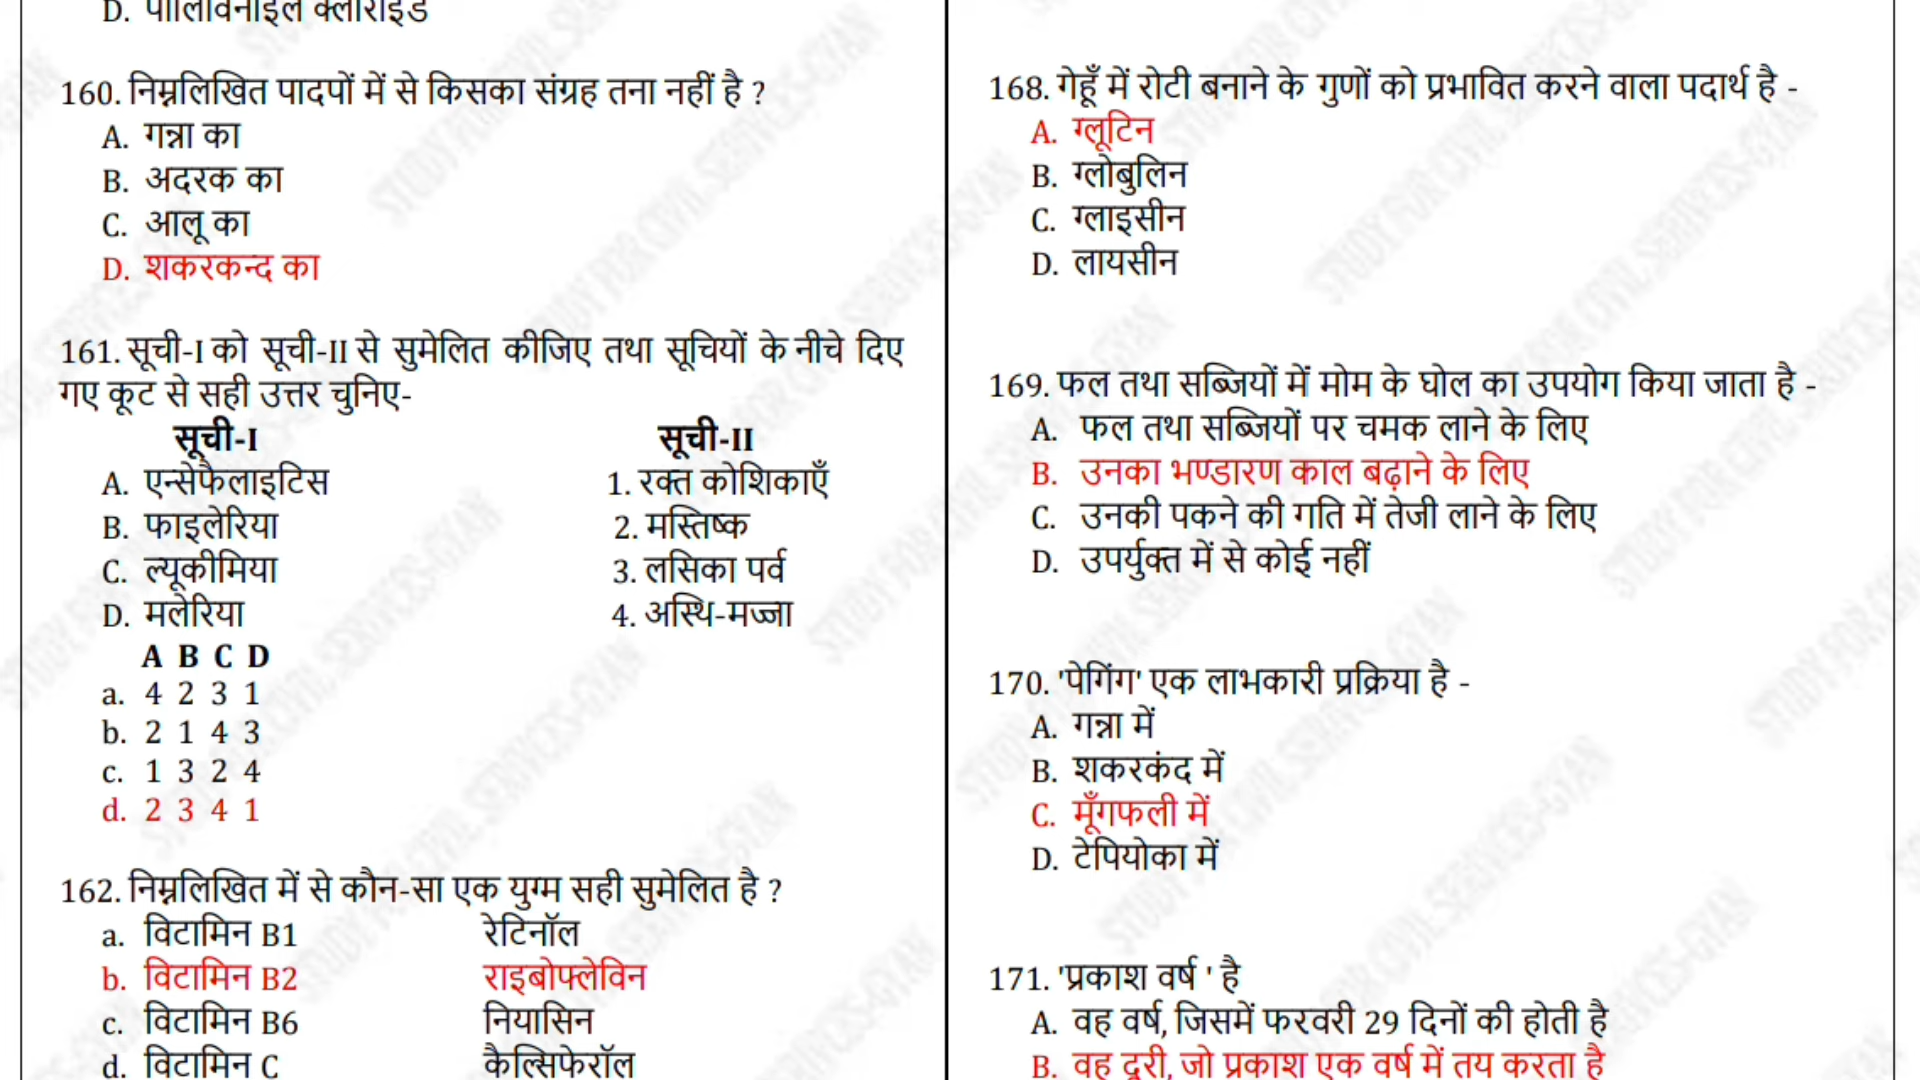 D. पॉलिविनाइल क्लोराइड
160. निम्नलिखित पादपों में से किसका संग्रह तना नहीं है ?
A. गन्ना का
B. अदरक का
C. आलू का
D. शकरकन्द का
161. सूची-I को सूची-II से सुमेलित कीजिए तथा सूचियों के नीचे दिए
गए कूट से सही उत्तर चुनिए-
सूची-I सूची-II
A. एन्सेफैलाइटिस 1. रक्त कोशिकाएँ
B. फाइलेरिया 2. मस्तिष्क
C. ल्यूकीमिया 3. लसिका पर्व
D. मलेरिया 4. अस्थि-मज्जा
A B C D
a. 4 2 3 1
b. 2 1 4 3
c. 1 3 2 4
d. 2 3 4 1
162. निम्नलिखित में से कौन-सा एक युग्म सही सुमेलित है ?
a. विटामिन B1 रेटिनॉल
b. विटामिन B2 राइबोफ्लेविन
c. विटामिन B6 नियासिन
d. विटामिन C कैल्सिफेरॉल
168. गेहूँ में रोटी बनाने के गुणों को प्रभावित करने वाला पदार्थ है -
A. ग्लूटिन
B. ग्लोबुलिन
C. ग्लाइसीन
D. लायसीन
169. फल तथा सब्जियों में मोम के घोल का उपयोग किया जाता है -
A. फल तथा सब्जियों पर चमक लाने के लिए
B. उनका भण्डारण काल बढ़ाने के लिए
C. उनकी पकने की गति में तेजी लाने के लिए
D. उपर्युक्त में से कोई नहीं
170. 'पेगिंग' एक लाभकारी प्रक्रिया है -
A. गन्ना में
B. शकरकंद में
C. मूँगफली में
D. टेपियोका में
171. 'प्रकाश वर्ष ' है
A. वह वर्ष, जिसमें फरवरी 29 दिनों की होती है
B. वह दूरी, जो प्रकाश एक वर्ष में तय करता है